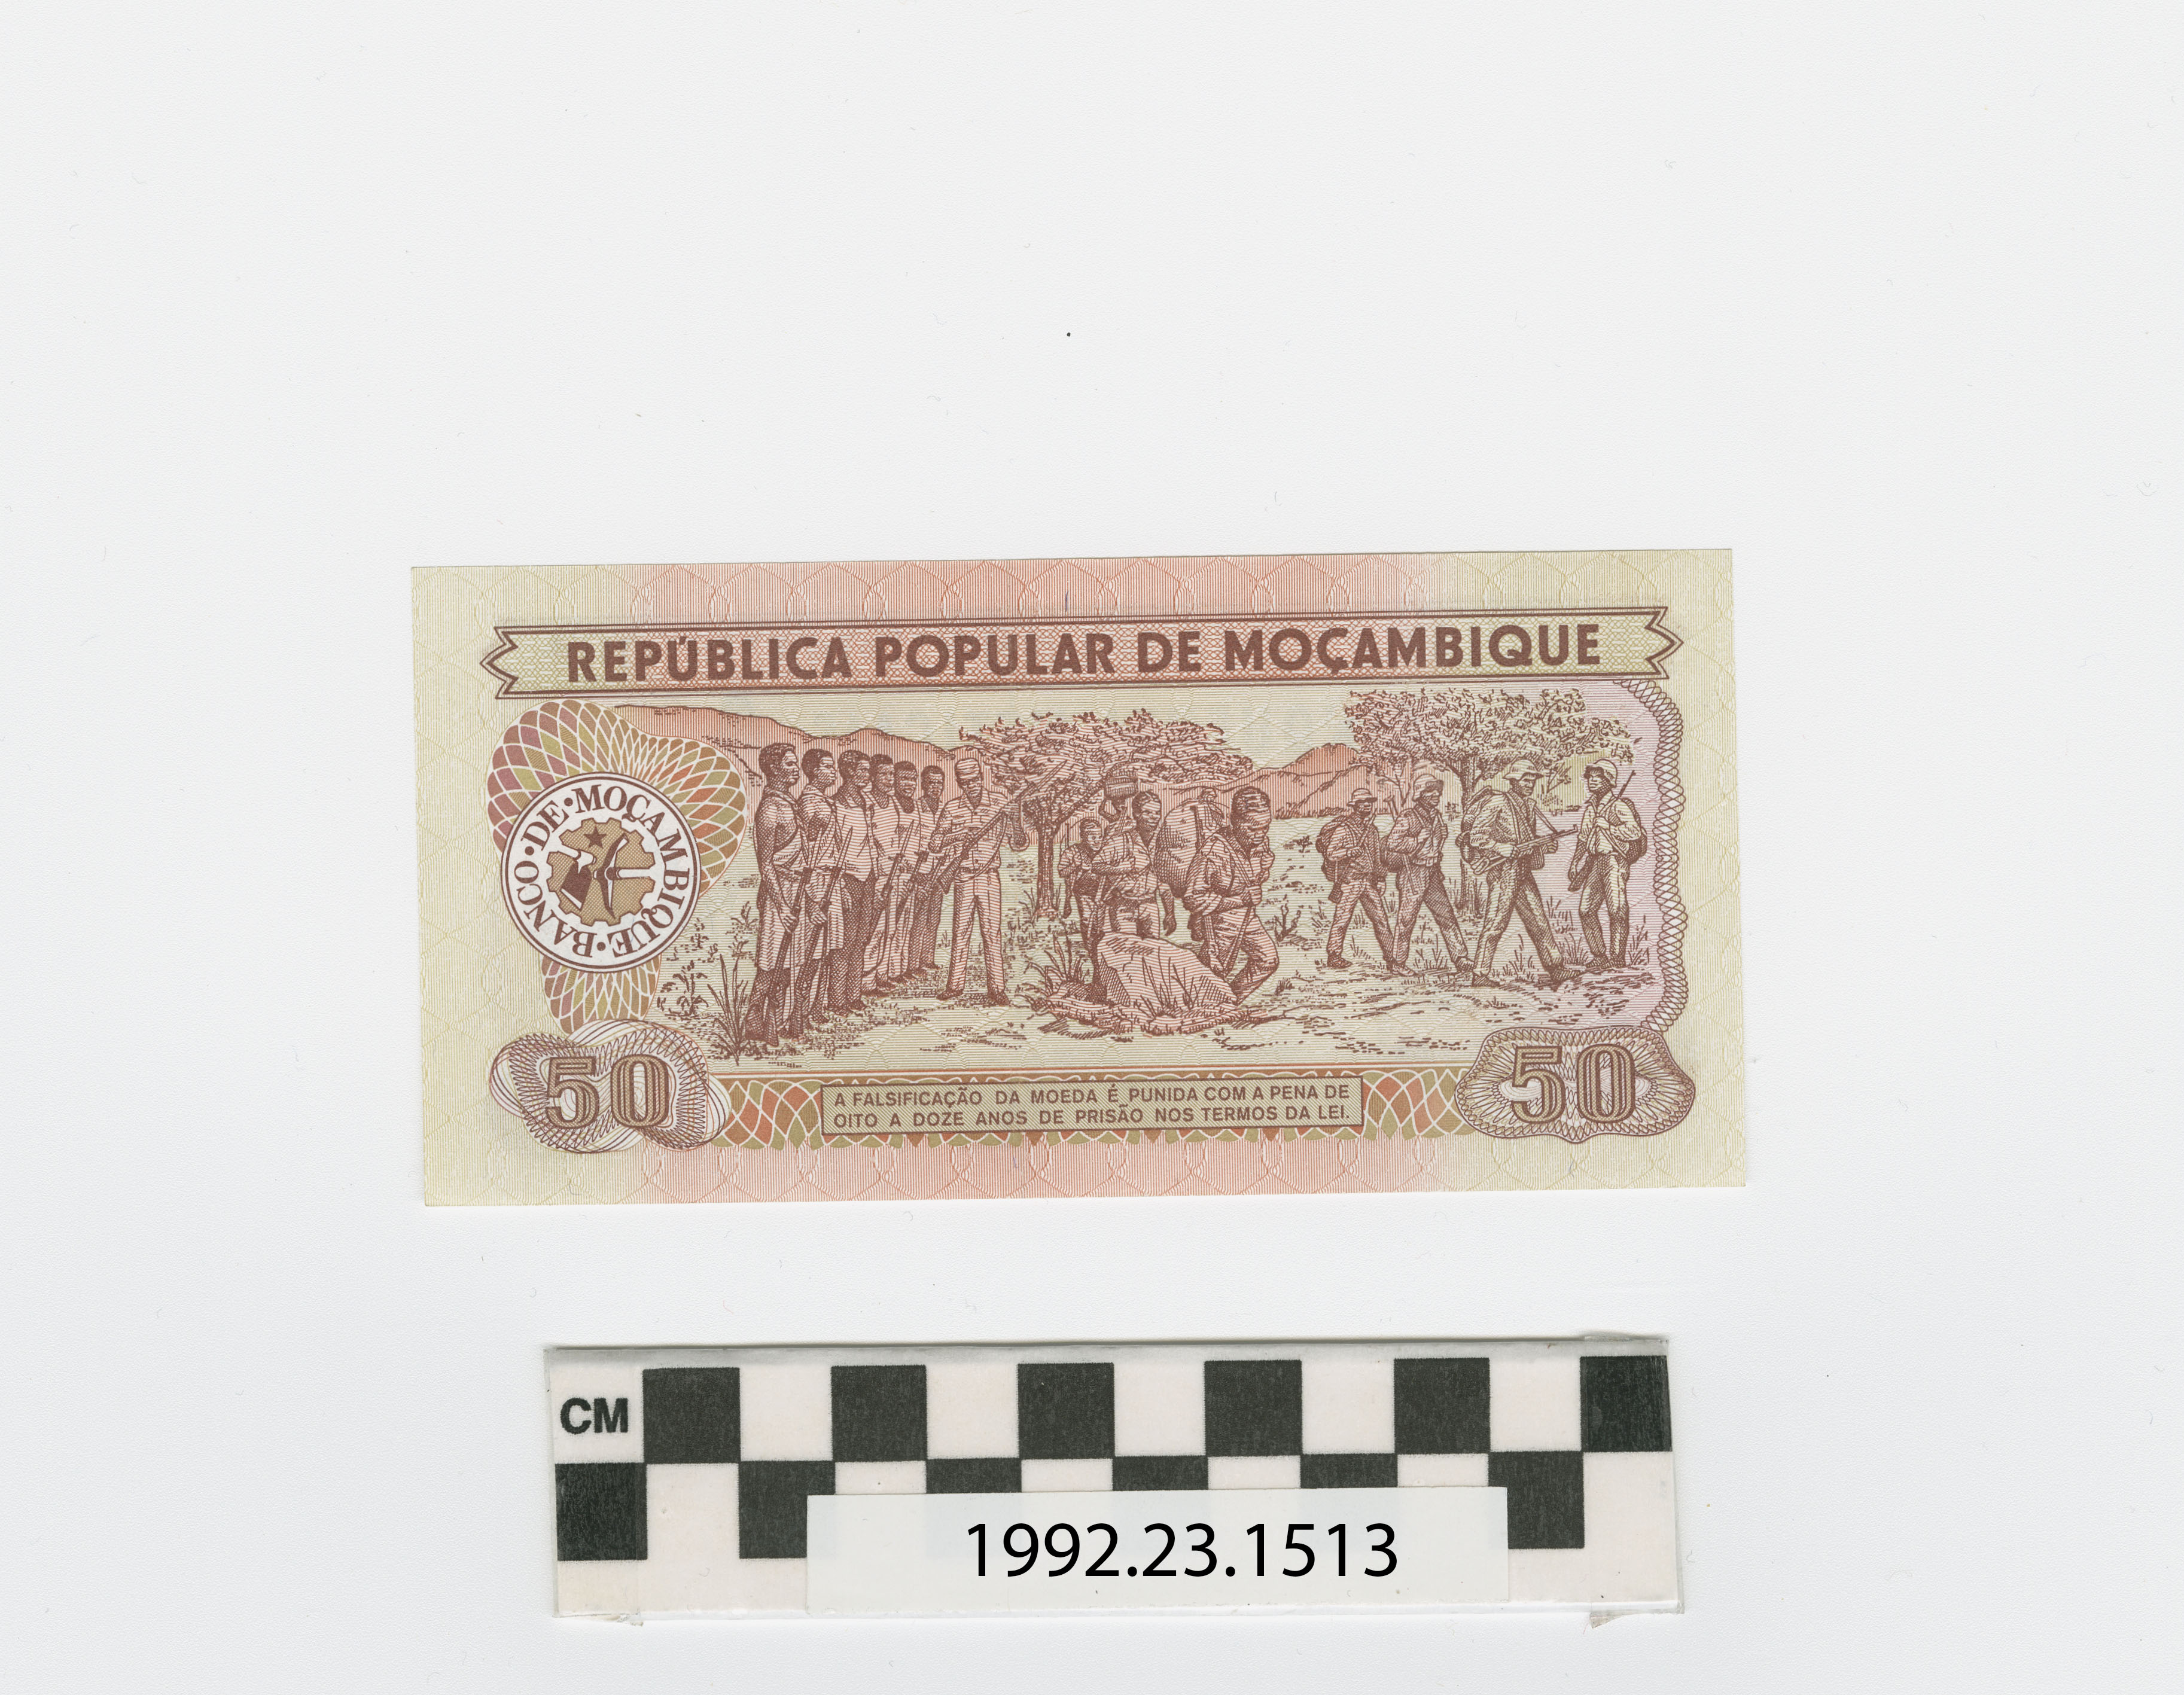 REPÚBLICA POPULAR DE MOÇAMBIQUE
BANCO•DE•MOÇAMBIQUE•
50
A FALSIFICAÇÃO DA MOEDA É PUNIDA COM A PENA DE
OITO A DOZE ANOS DE PRISÃO NOS TERMOS DA LEI.
50
CM
1992.23.1513